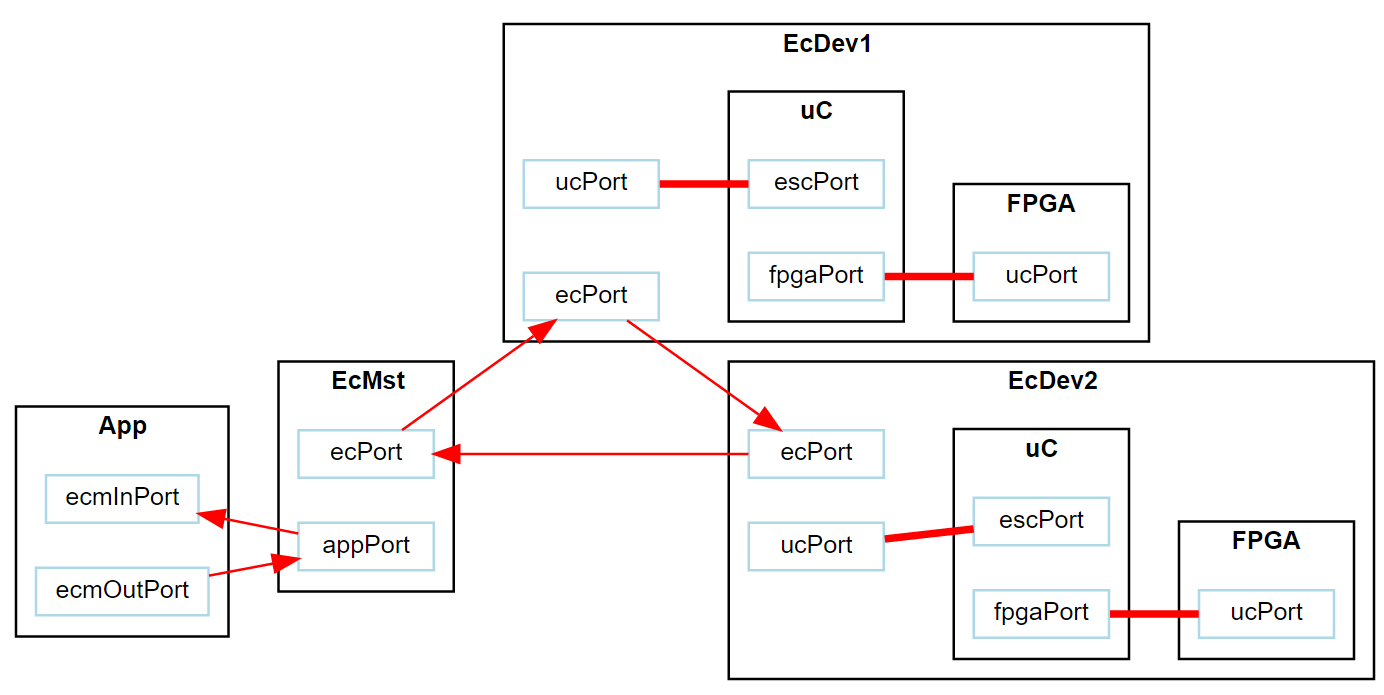 EcDev1
uC
ucPort
escPort
FPGA
fpgaPort
ucPort
ecPort
EcMst
ecPort
appPort
App
ecmInPort
ecmOutPort
EcDev2
ecPort
uC
ucPort
escPort
FPGA
fpgaPort
ucPort